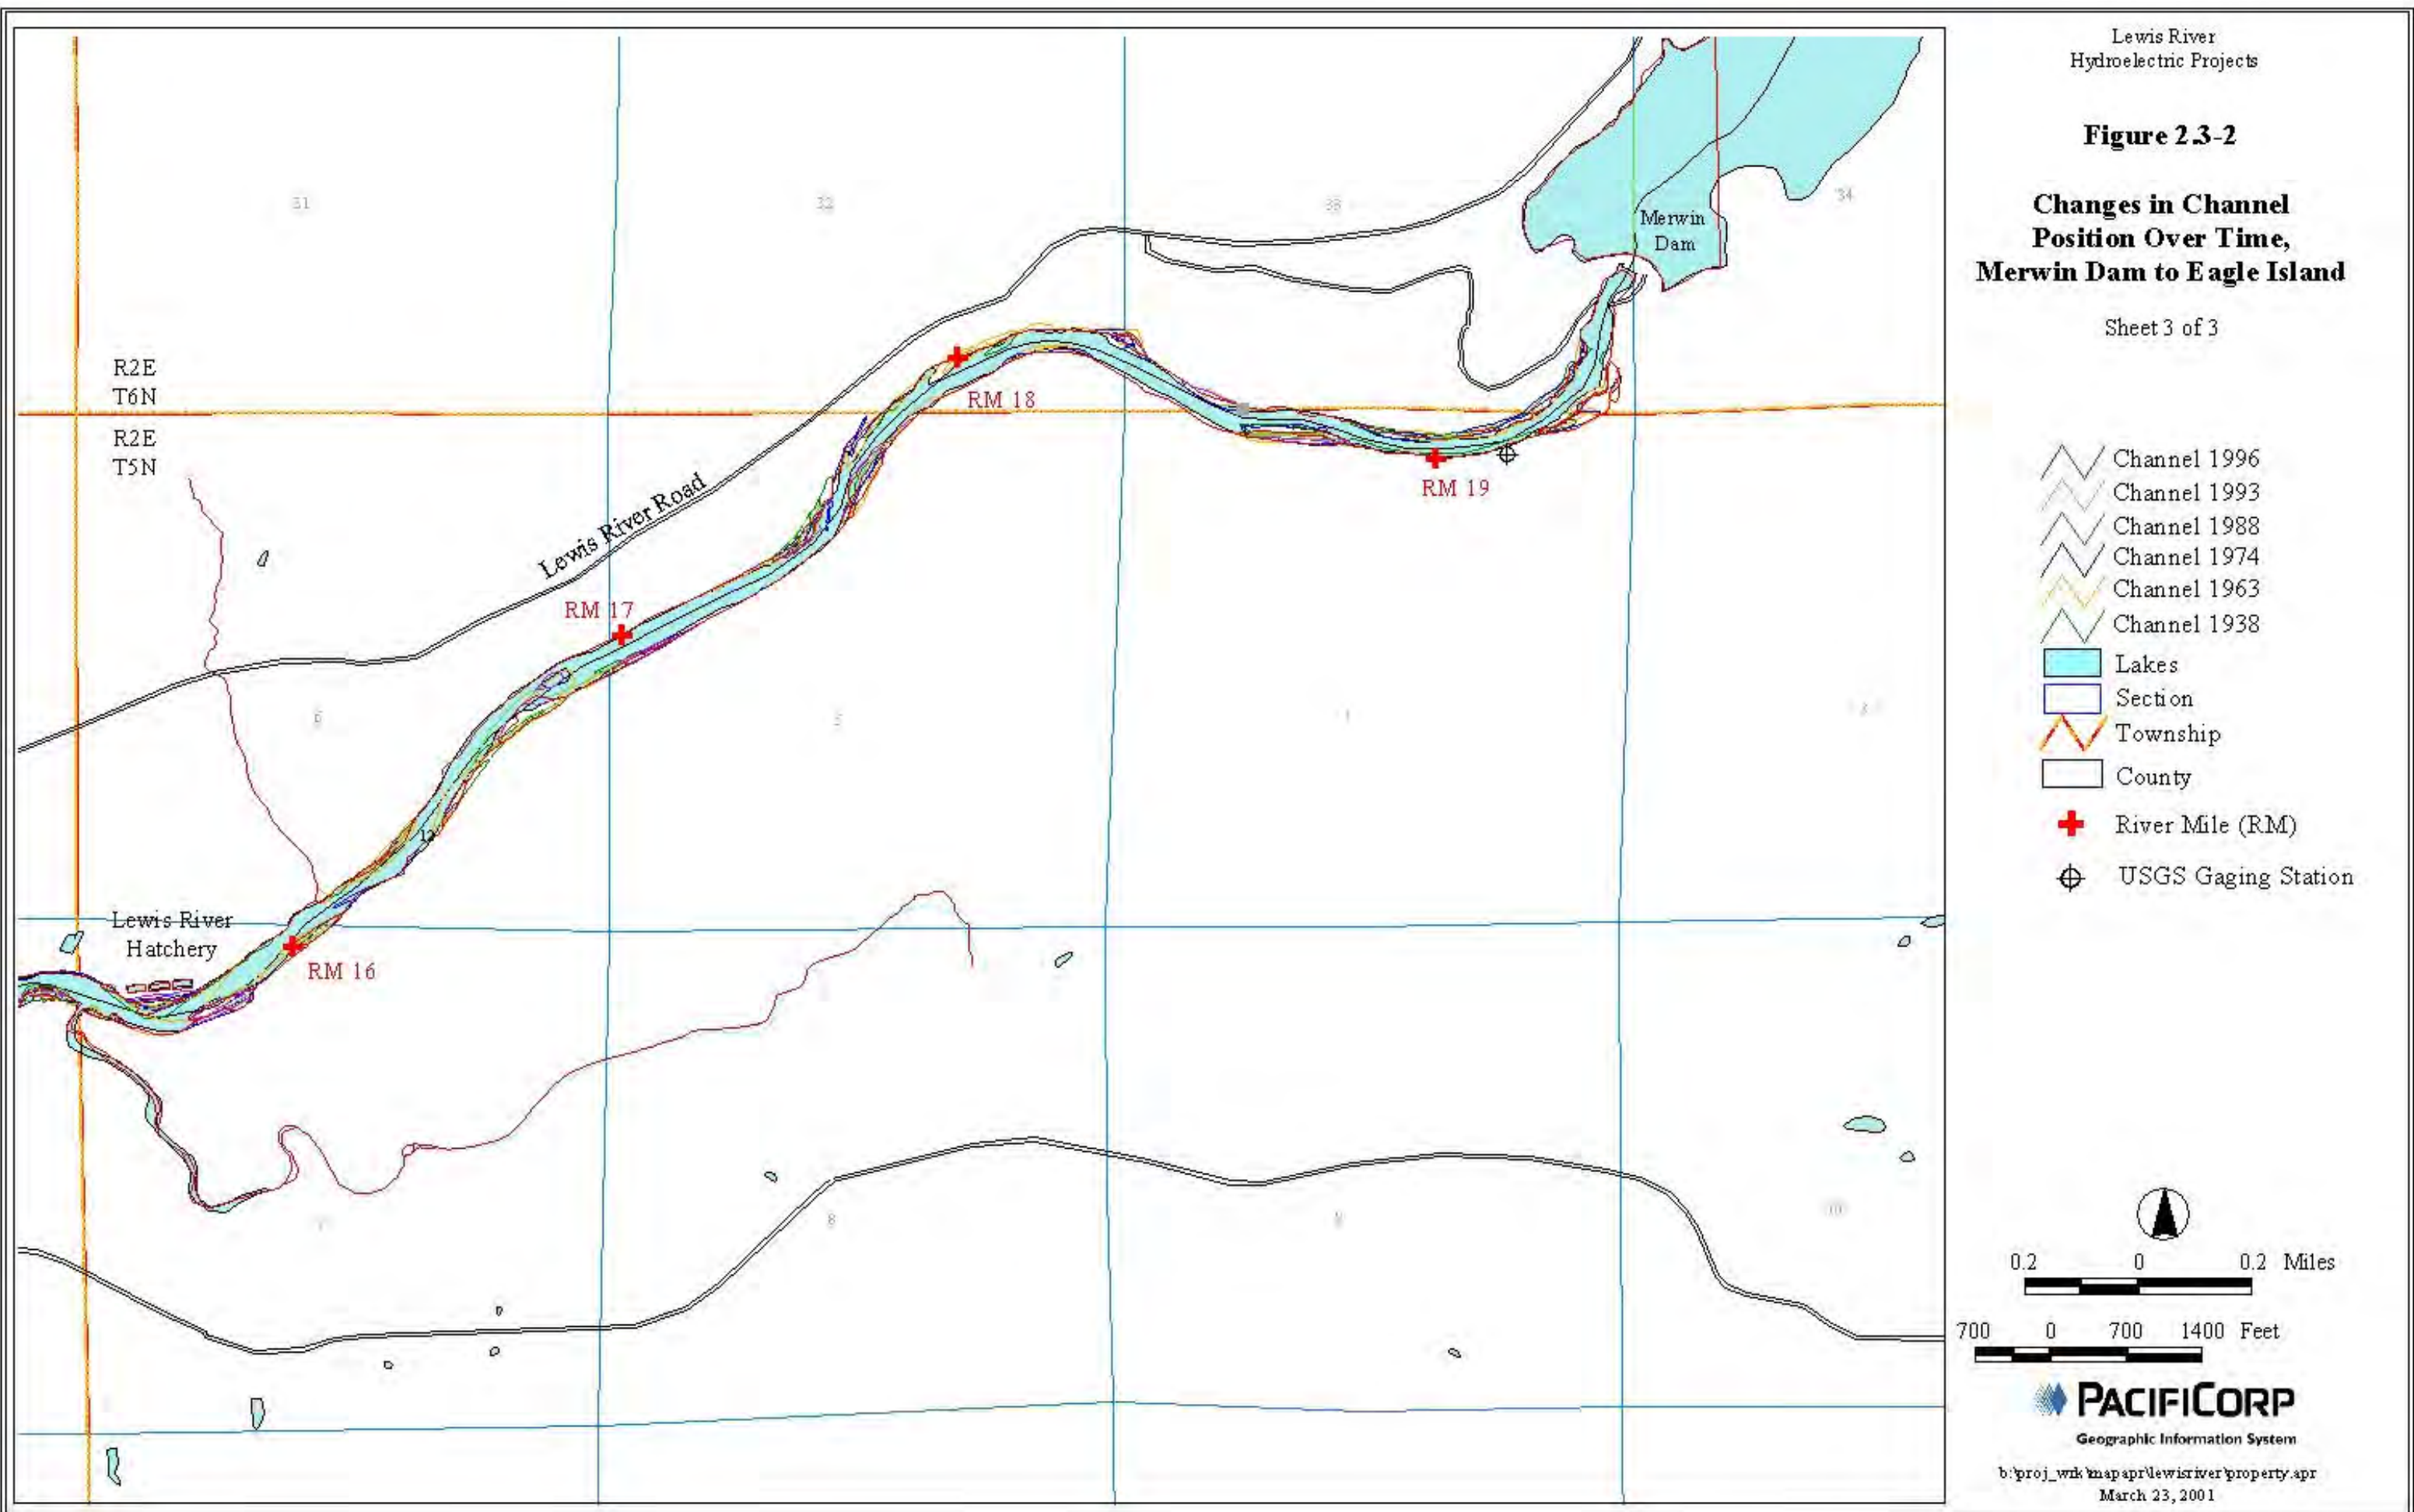 Lewis River
Hydroelectric Projects
Figure 2.3-2
Changes in Channel
Position Over Time,
Merwin Dam to Eagle Island
Sheet 3 of 3
Channel 1996
Channel 1993
Channel 1988
Channel 1974
Channel 1963
Channel 1938
Lakes
Section
Township
County
River Mile (RM)
USGS Gaging Station
0.2 0 0.2 Miles
700 0 700 1400 Feet
PACIFICORP
Geographic Information System
b:\proj_wrk\mapapr\lewisriver\property.apr
March 23, 2001
31
32
33
34
Merwin
Dam
R2E
T6N
R2E
T5N
RM 18
RM 19
Lewis River Road
RM 17
6
5
3
12
Lewis River
Hatchery
RM 16
7
8
9
10